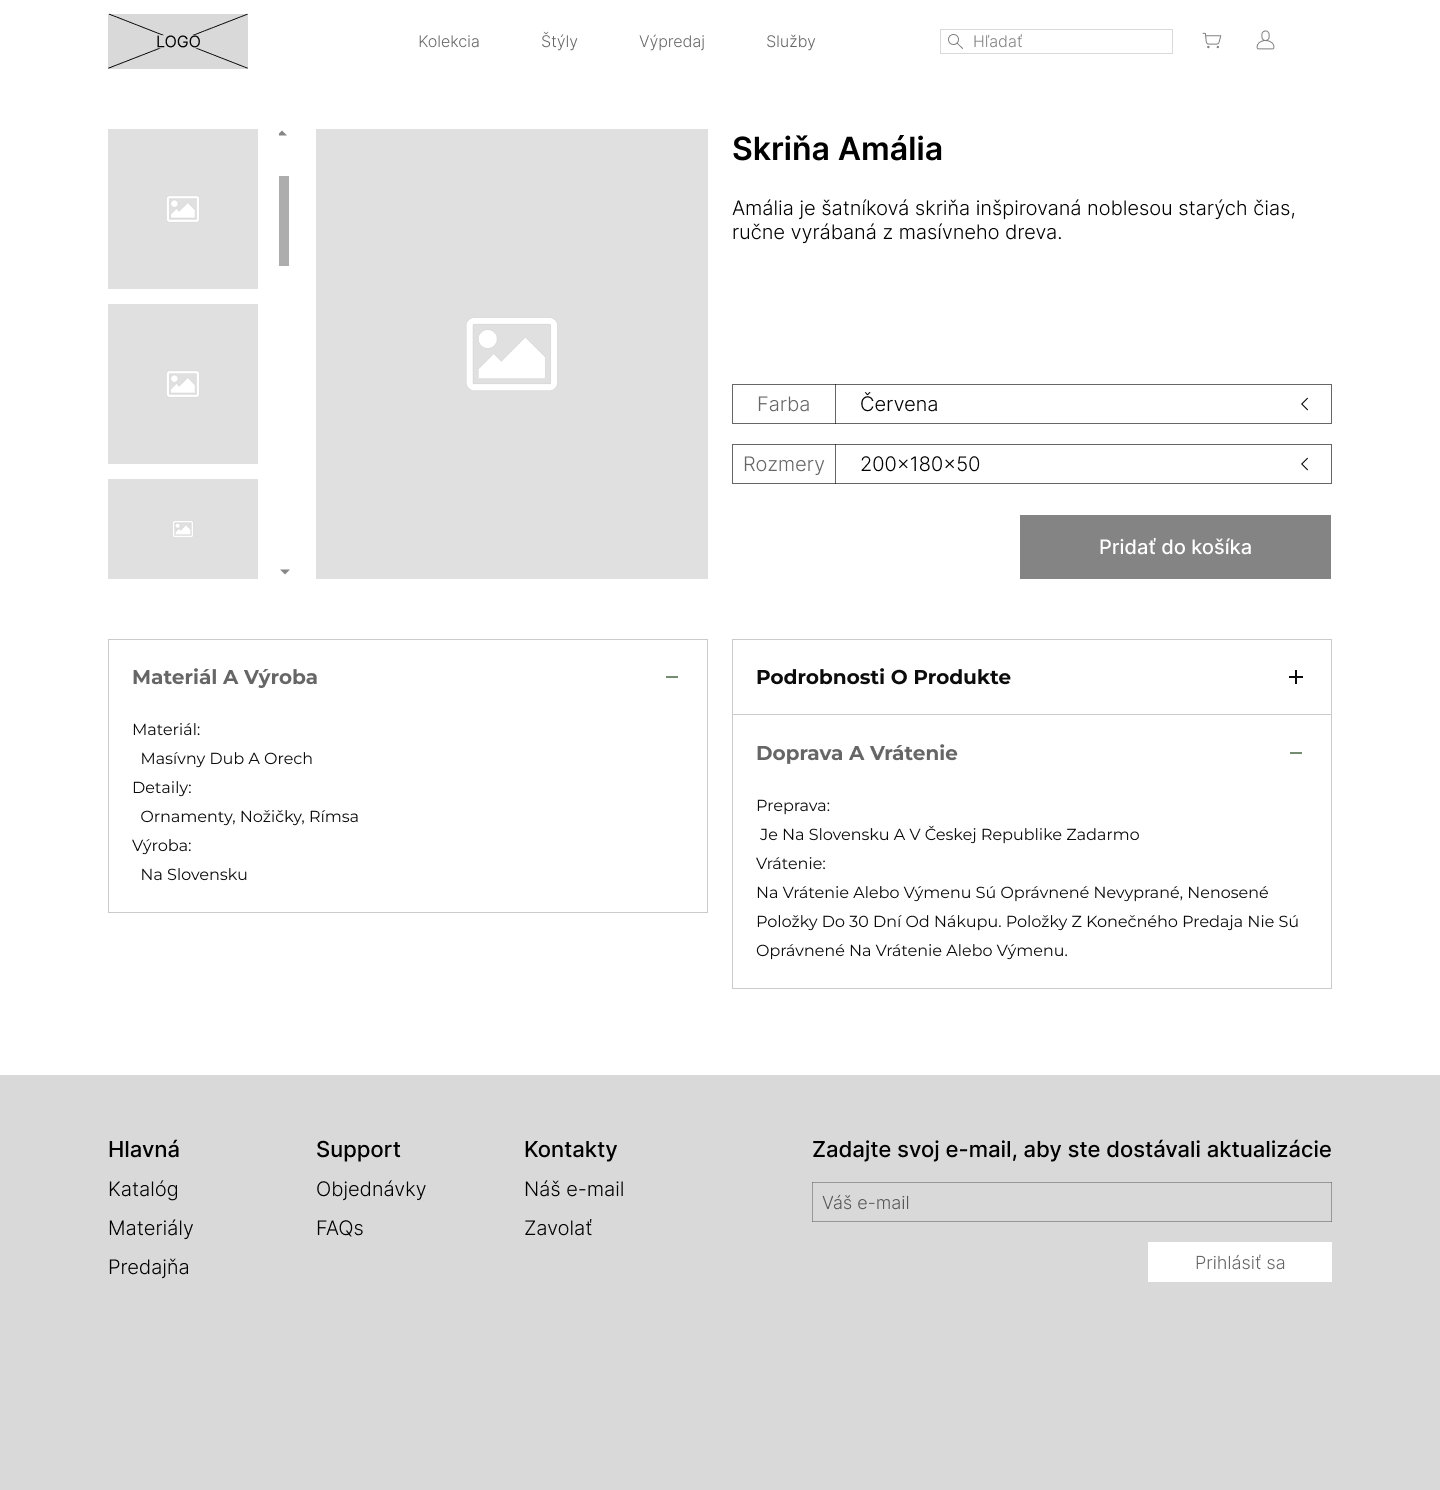 LOGO
Kolekcia
Štýly
Výpredaj
Služby
Hľadať
Skriňa Amália
Amália je šatníková skriňa inšpirovaná noblesou starých čias,
ručne vyrábaná z masívneho dreva.
Farba
Červena
Rozmery
200×180×50
Pridať do košíka
Materiál A Výroba
Materiál:
Masívny Dub A Orech
Detaily:
Ornamenty, Nožičky, Rímsa
Výroba:
Na Slovensku
Podrobnosti O Produkte
Doprava A Vrátenie
Preprava:
Je Na Slovensku A V Českej Republike Zadarmo
Vrátenie:
Na Vrátenie Alebo Výmenu Sú Oprávnené Nevyprané, Nenosené
Položky Do 30 Dní Od Nákupu. Položky Z Konečného Predaja Nie Sú
Oprávnené Na Vrátenie Alebo Výmenu.
Hlavná
Katalóg
Materiály
Predajňa
Support
Objednávky
FAQs
Kontakty
Náš e-mail
Zavolať
Zadajte svoj e-mail, aby ste dostávali aktualizácie
Váš e-mail
Prihlásiť sa